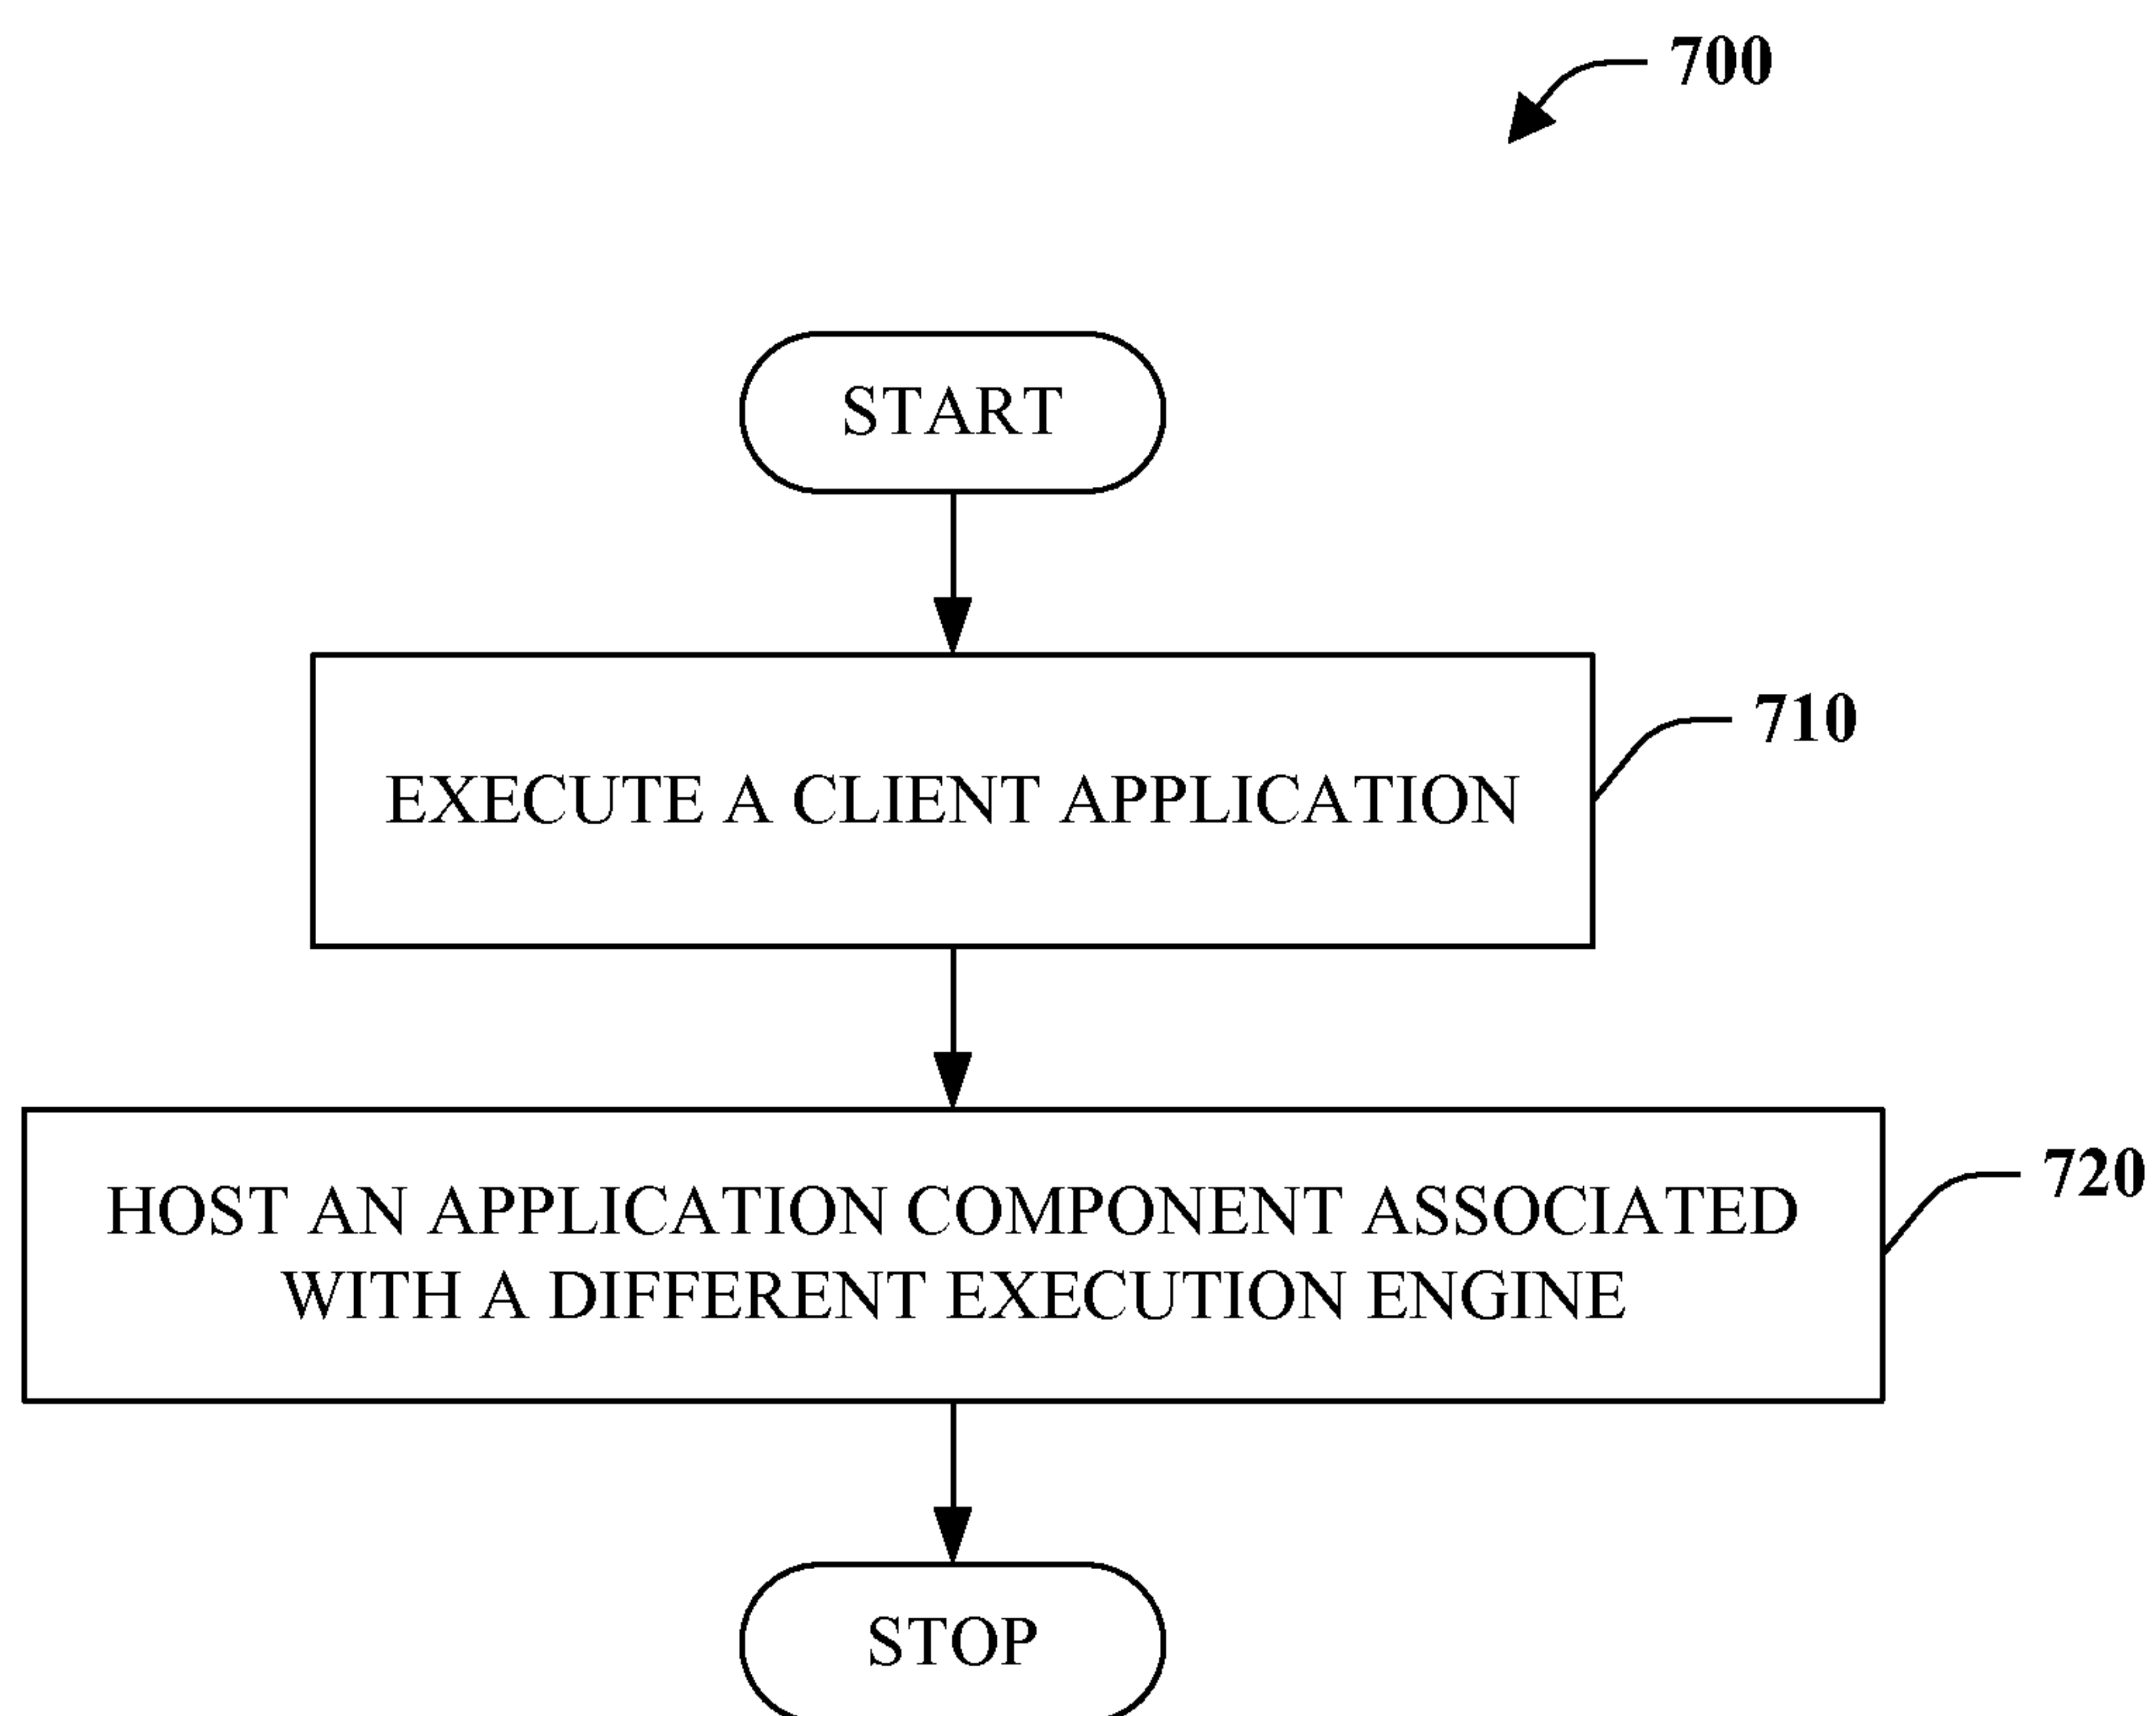 700
START
EXECUTE A CLIENT APPLICATION
710
HOST AN APPLICATION COMPONENT ASSOCIATED
WITH A DIFFERENT EXECUTION ENGINE
720
STOP